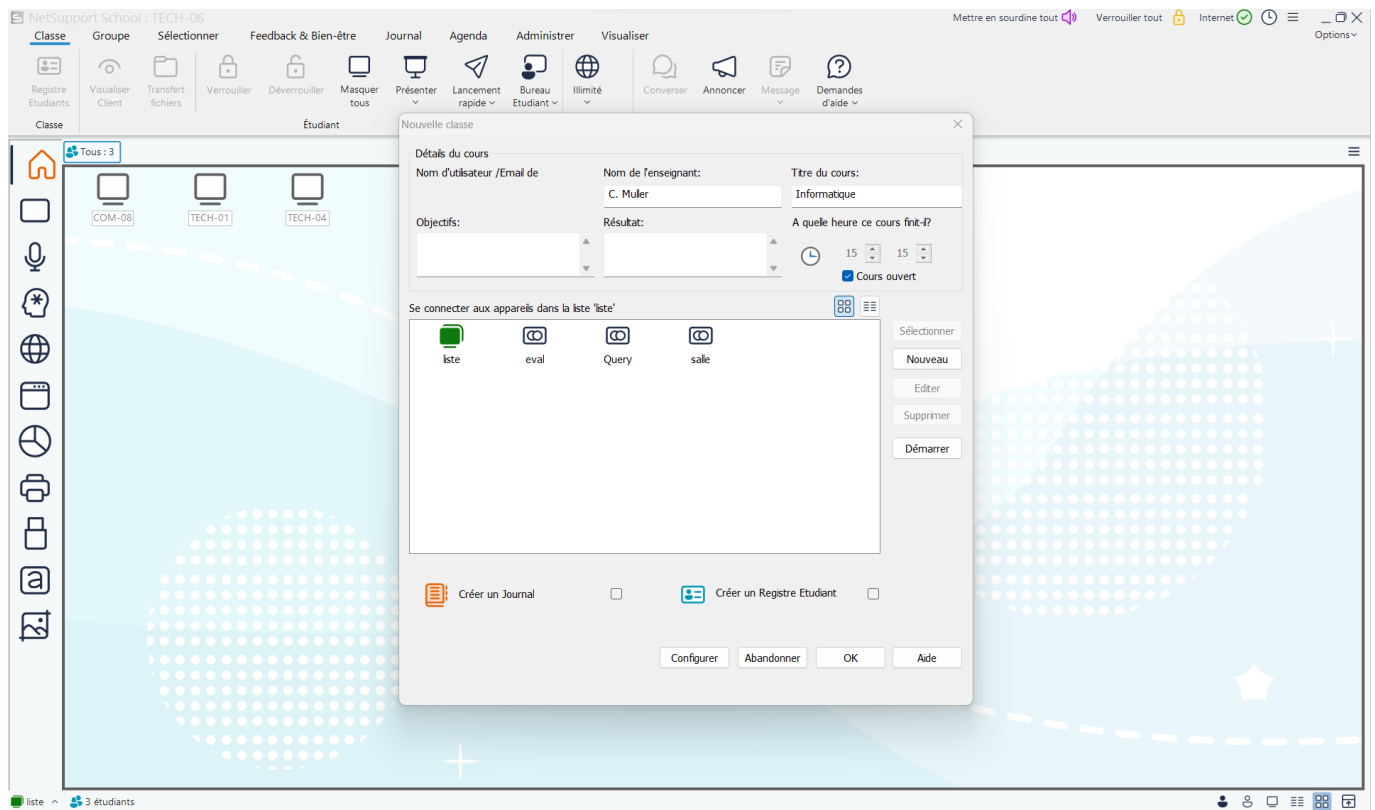 NetSupport School : TECH-06
Mettre en sourdine tout
Verrouiller tout
Internet
Classe
Groupe
Sélectionner
Feedback & Bien-être
Journal
Agenda
Administrer
Visualiser
Options
Registre Etudiants
Visualiser Client
Transfert fichiers
Verrouiller
Déverrouiller
Masquer tous
Présenter
Lancement rapide
Bureau Etudiant
Illimité
Converser
Annoncer
Message
Demandes d'aide
Classe
Étudiant
Nouvelle classe
Tous : 3
COM-08
TECH-01
TECH-04
Détails du cours
Nom d'utilisateur /Email de
Nom de l'enseignant:
Titre du cours:
C. Muller
Informatique
Objectifs:
Résultat:
A quelle heure ce cours finit-il?
15
15
Cours ouvert
Se connecter aux appareils dans la liste 'liste'
liste
eval
Query
salle
Sélectionner
Nouveau
Editer
Supprimer
Démarrer
Créer un Journal
Créer un Registre Etudiant
Configurer
Abandonner
OK
Aide
liste
3 étudiants